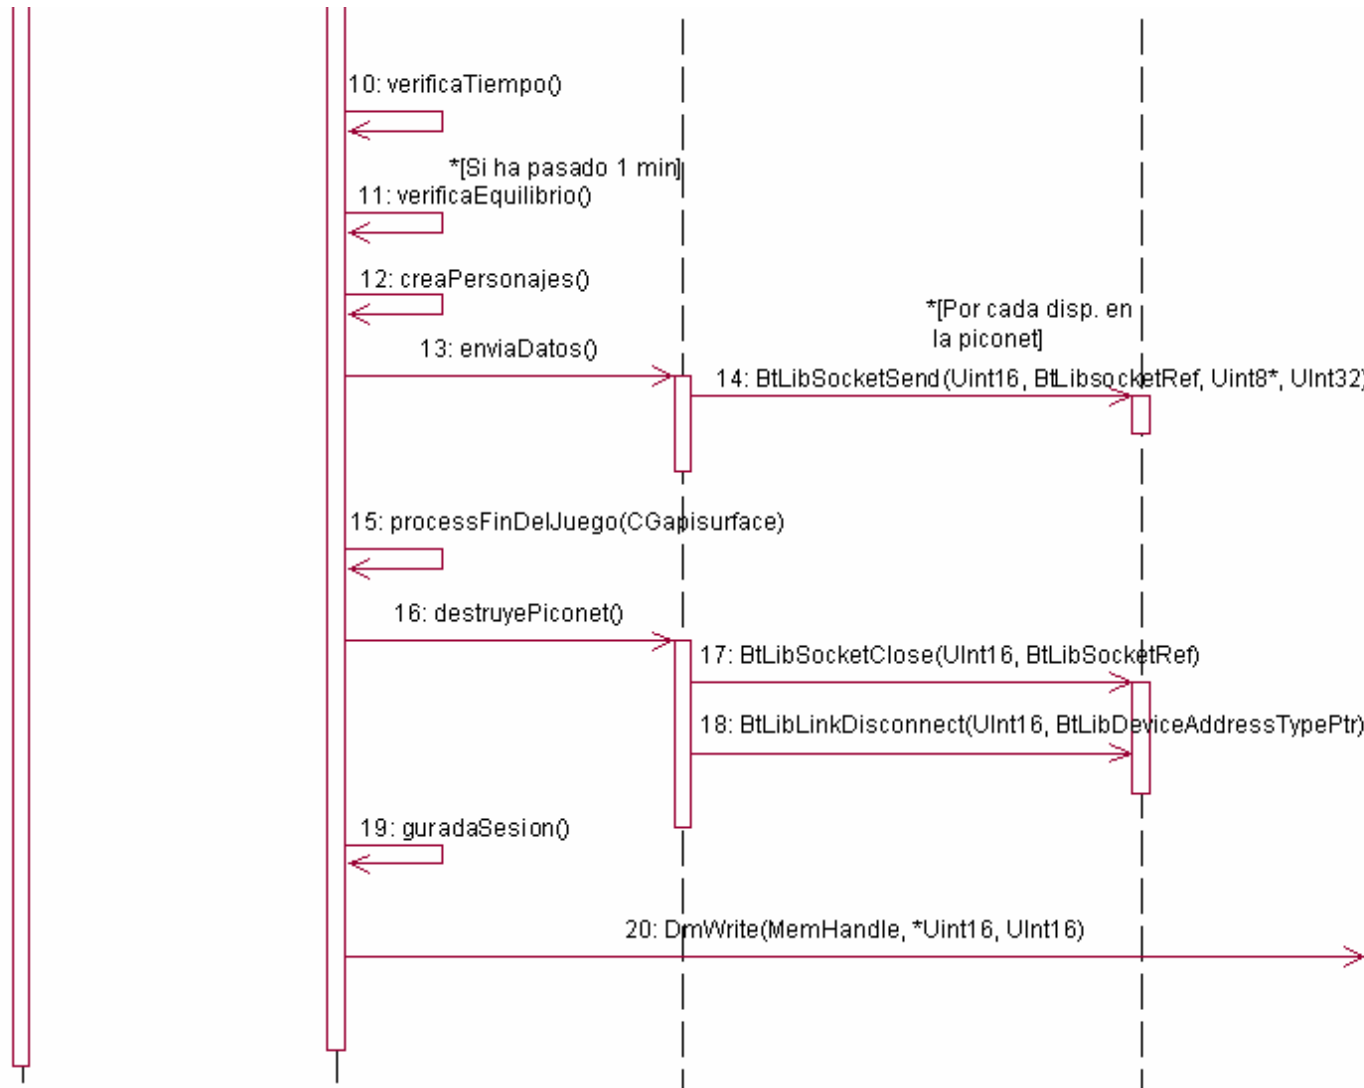 10: verificaTiempo()
*[Si ha pasado 1 min]
11: verificaEquilibrio()
12: creaPersonajes()
*[Por cada disp. en
la piconet]
13: enviaDatos()
14: BtLibSocketSend(Uint16, BtLibsocketRef, Uint8*, UInt32)
15: processFinDelJuego(CGapisurface)
16: destruyePiconet()
17: BtLibSocketClose(UInt16, BtLibSocketRef)
18: BtLibLinkDisconnect(UInt16, BtLibDeviceAddressTypePtr)
19: guradaSesion()
20: DmWrite(MemHandle, *Uint16, UInt16)